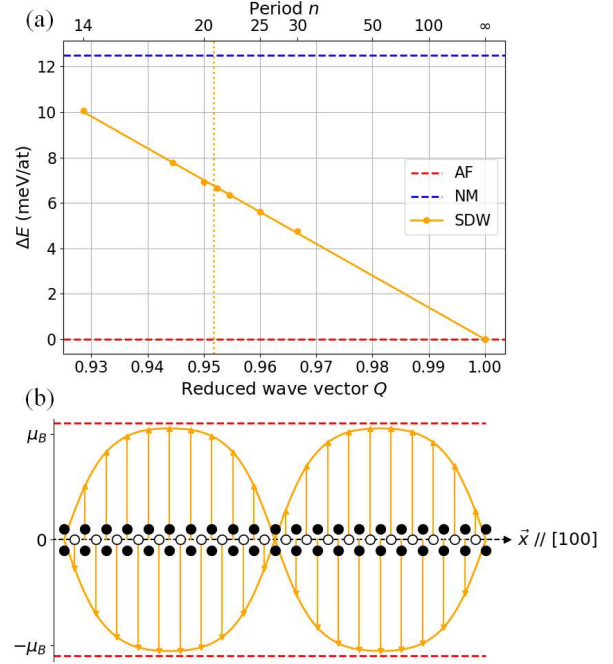 (a)
Period n
14 20 25 30 50 100 ∞
ΔE (meV/at)
12
10
8
6
4
2
0
AF
NM
SDW
0.93 0.94 0.95 0.96 0.97 0.98 0.99 1.00
Reduced wave vector Q
(b)
μ_B
0
x⃗ // [100]
−μ_B